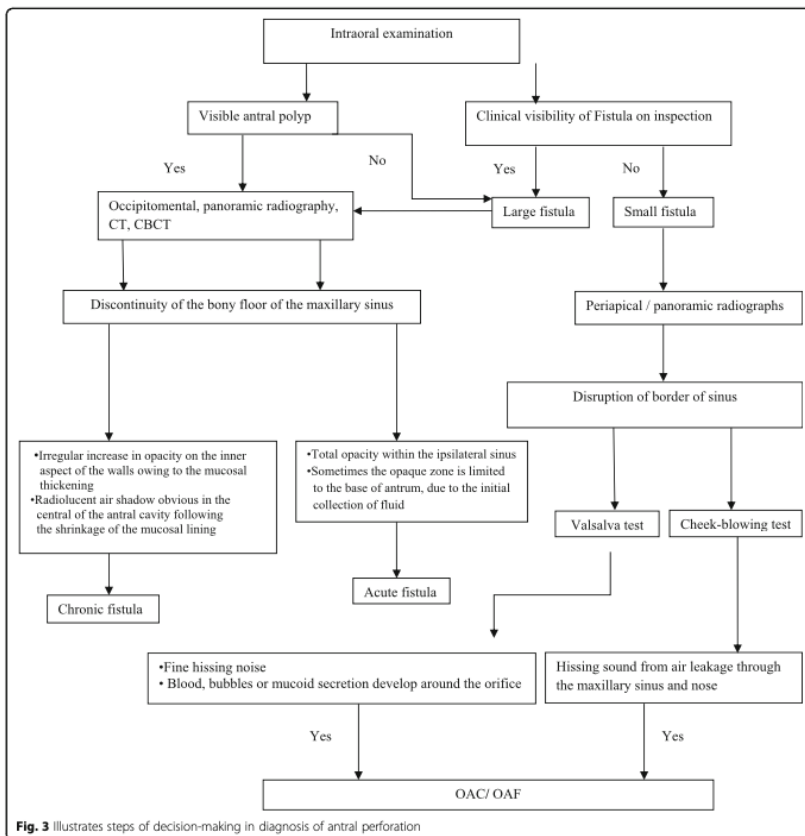 Intraoral examination
Visible antral polyp
Clinical visibility of Fistula on inspection
Yes
No
Yes
No
Occipitomental, panoramic radiography,
CT, CBCT
Large fistula
Small fistula
Discontinuity of the bony floor of the maxillary sinus
Periapical / panoramic radiographs
Disruption of border of sinus
•Irregular increase in opacity on the inner
aspect of the walls owing to the mucosal
thickening
•Radiolucent air shadow obvious in the
central of the antral cavity following
the shrinkage of the mucosal lining
•Total opacity within the ipsilateral sinus
•Sometimes the opaque zone is limited
to the base of antrum, due to the initial
collection of fluid
Valsalva test
Cheek-blowing test
Chronic fistula
Acute fistula
•Fine hissing noise
• Blood, bubbles or mucoid secretion develop around the orifice
Hissing sound from air leakage through
the maxillary sinus and nose
Yes
Yes
OAC/ OAF
Fig. 3 Illustrates steps of decision-making in diagnosis of antral perforation